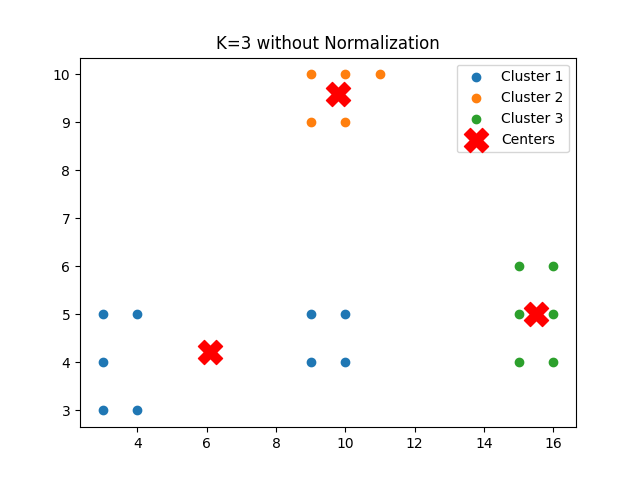 K=3 without Normalization
10
9
8
7
6
5
4
3
4 6 8 10 12 14 16
Cluster 1
Cluster 2
Cluster 3
Centers